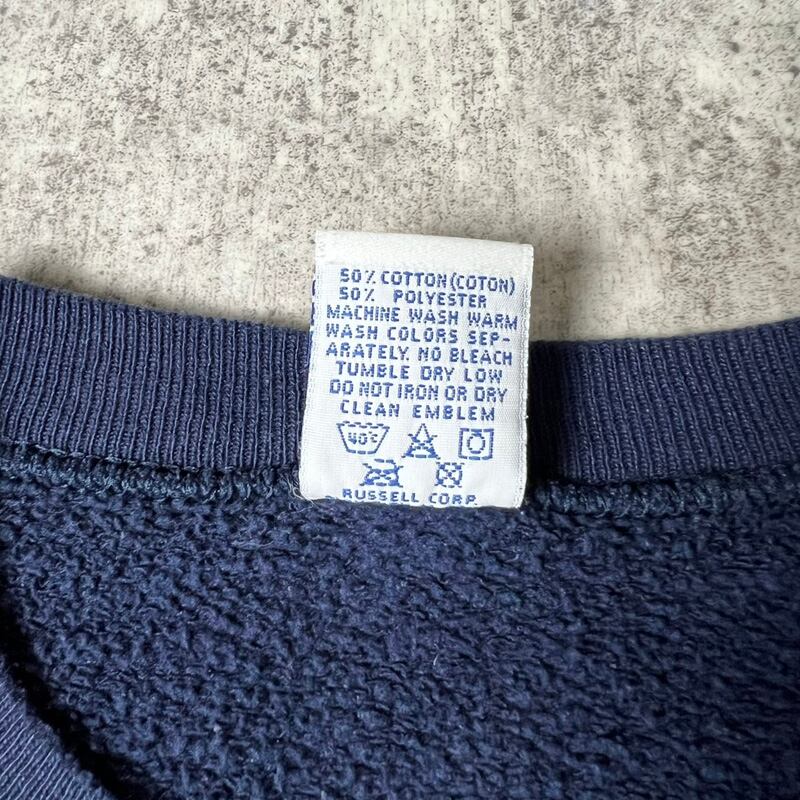 50% COTTON (COTON)
50% POLYESTER
MACHINE WASH WARM
WASH COLORS SEP-
ARATELY. NO BLEACH
TUMBLE DRY LOW
DO NOT IRON OR DRY
CLEAN EMBLEM
40°C
RUSSELL CORP.